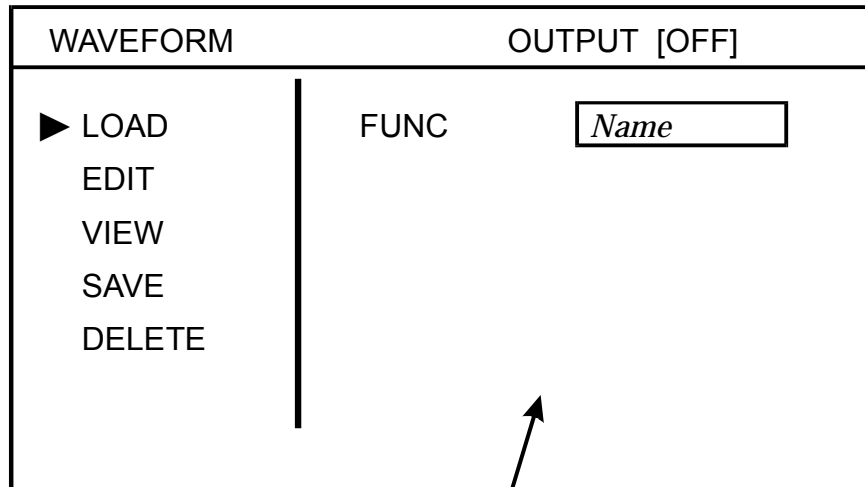 WAVEFORM OUTPUT [OFF]
LOAD FUNC Name
EDIT
VIEW
SAVE
DELETE